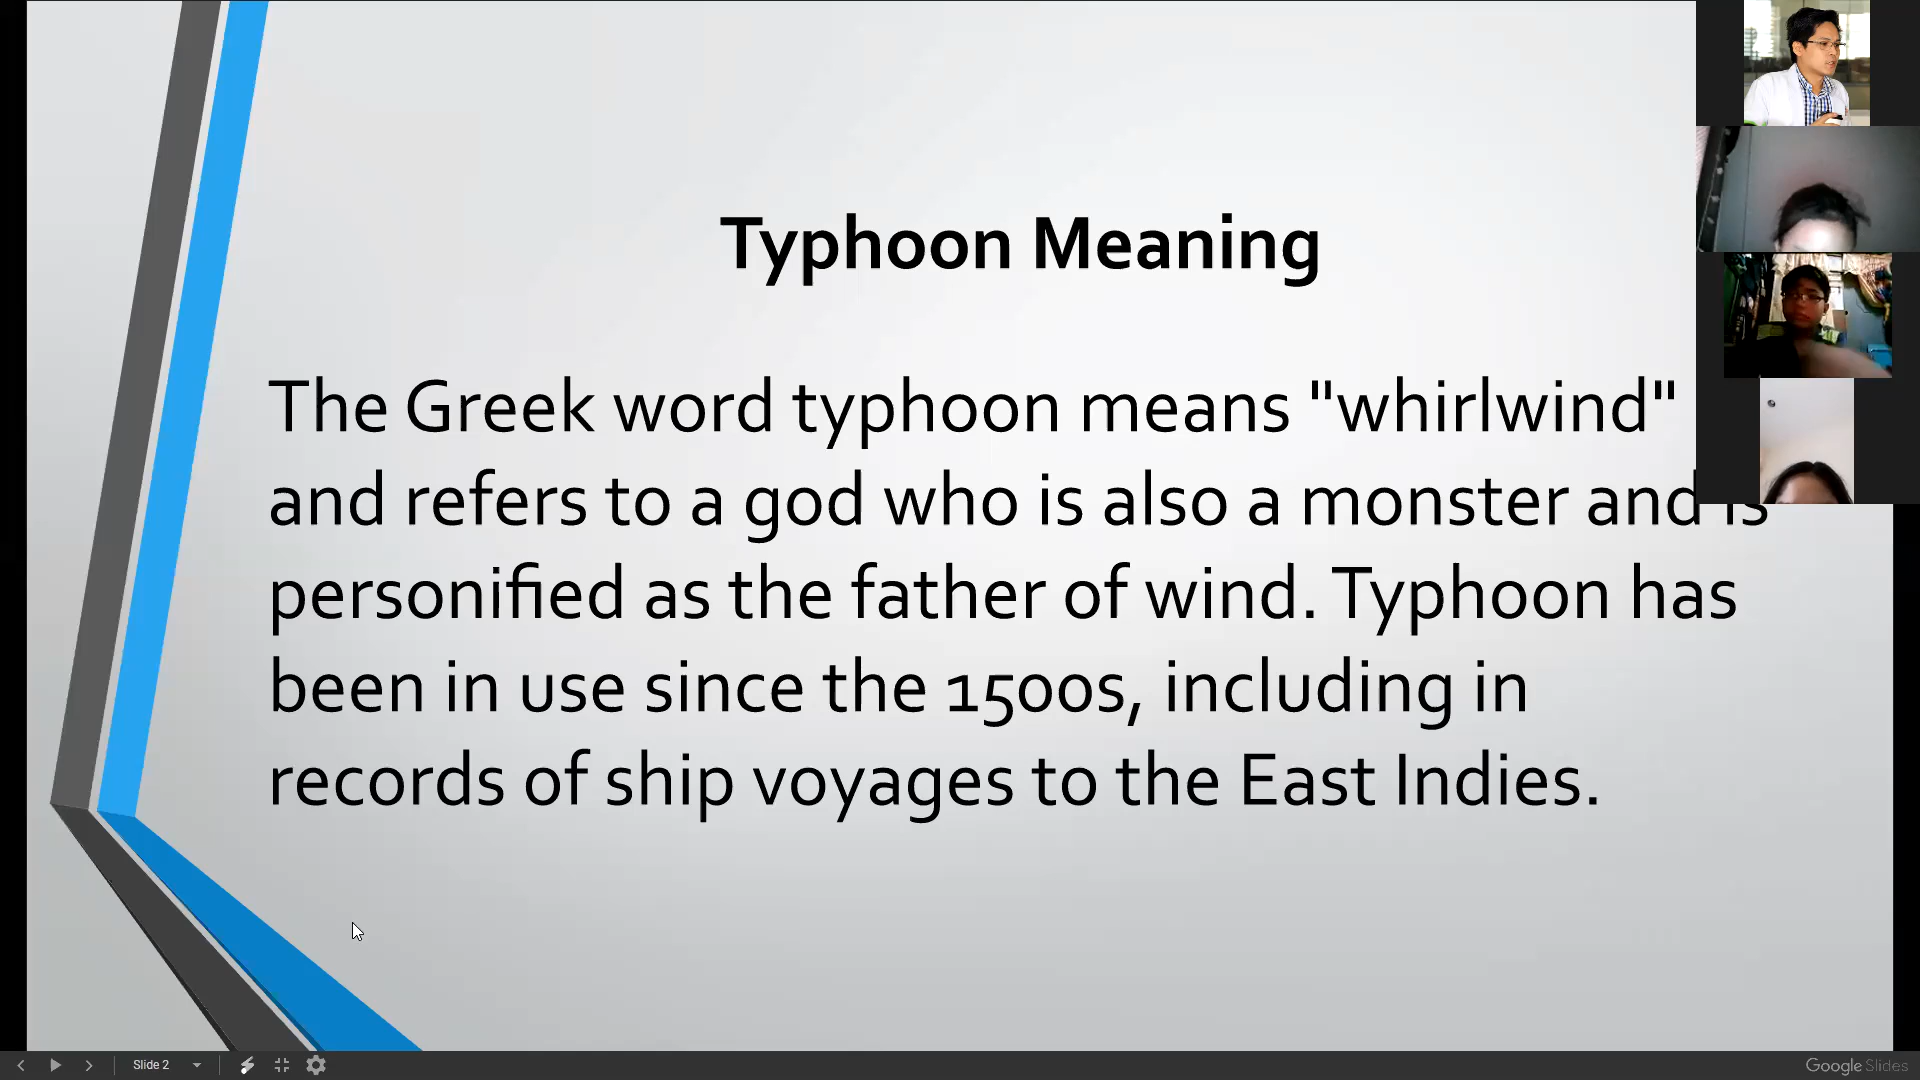 Typhoon Meaning
The Greek word typhoon means "whirlwind"
and refers to a god who is also a monster and is
personified as the father of wind. Typhoon has
been in use since the 1500s, including in
records of ship voyages to the East Indies.
Slide 2
Google Slides